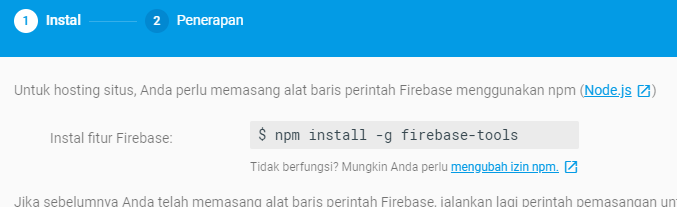 1 Instal 2 Penerapan
Untuk hosting situs, Anda perlu memasang alat baris perintah Firebase menggunakan npm (Node.js)
Instal fitur Firebase: $ npm install -g firebase-tools
Tidak berfungsi? Mungkin Anda perlu mengubah izin npm.
Jika sebelumnya Anda telah memasang alat baris perintah Firebase, jalankan lagi perintah pemasangan un